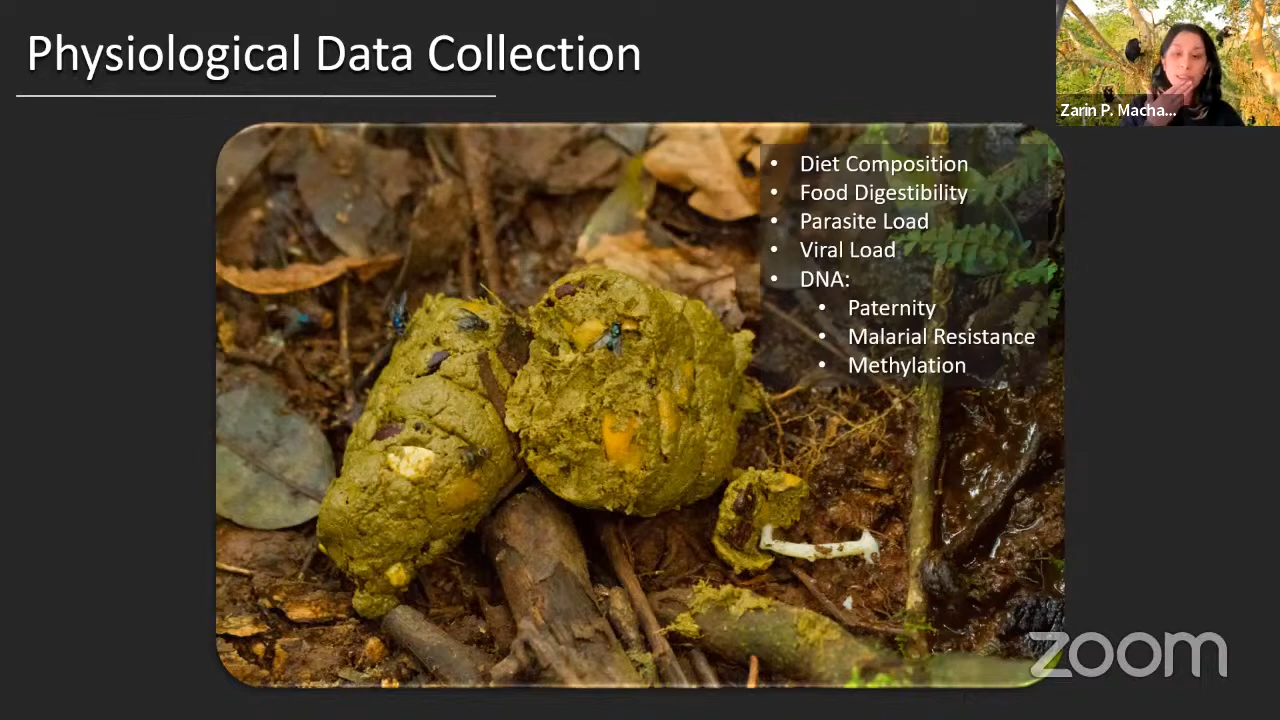 Physiological Data Collection
Zarin P. Macha...
• Diet Composition
• Food Digestibility
• Parasite Load
• Viral Load
• DNA:
• Paternity
• Malarial Resistance
• Methylation
zoom